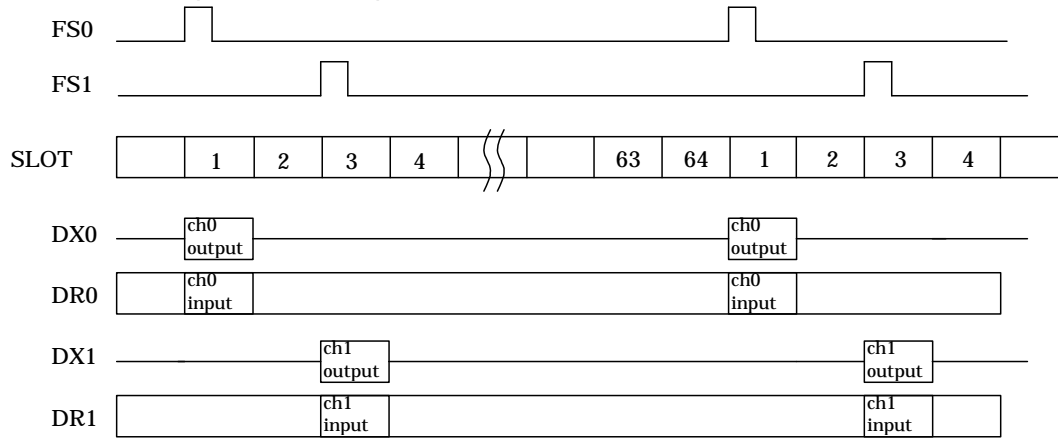 FS0
FS1
SLOT 1 2 3 4 63 64 1 2 3 4
DX0 ch0 output ch0 output
DR0 ch0 input ch0 input
DX1 ch1 output ch1 output
DR1 ch1 input ch1 input